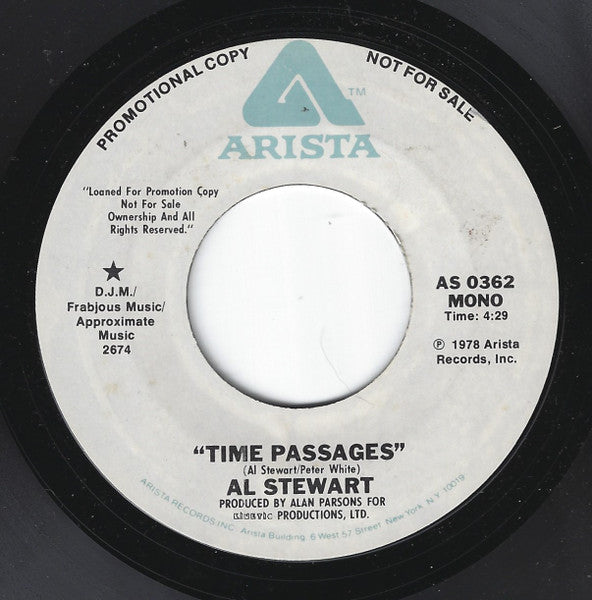 PROMOTIONAL COPY
NOT FOR SALE
TM
ARISTA
"Loaned For Promotion Copy
Not For Sale
Ownership And All
Rights Reserved."
★
D.J.M./
Frabjous Music/
Approximate
Music
2674
AS 0362
MONO
Time: 4:29
℗ 1978 Arista
Records, Inc.
"TIME PASSAGES"
(Al Stewart/Peter White)
AL STEWART
PRODUCED BY ALAN PARSONS FOR
PRODUCTIONS, LTD.
ARISTA RECORDS INC. Arista Building, 6 West 57 Street New York, N.Y. 10019